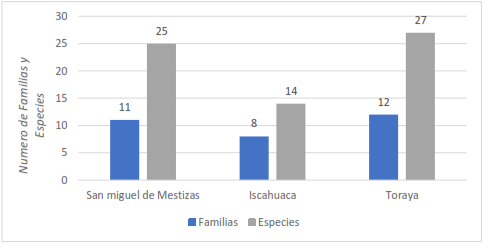 Numero de Familias y
Especies
30
25
20
15
10
5
0
11
25
8
14
12
27
San miguel de Mestizas
Iscahuaca
Toraya
Familias
Especies